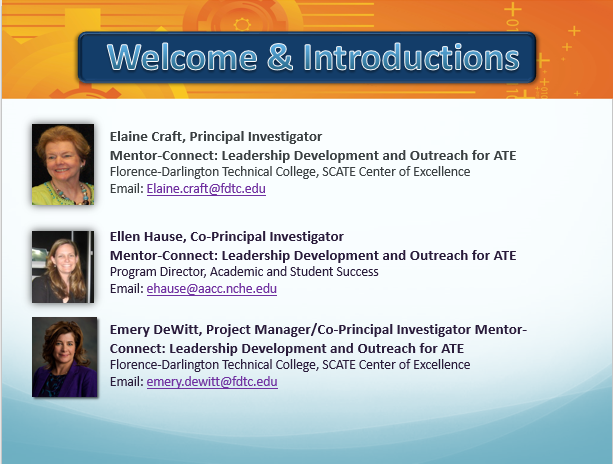 Welcome & Introductions
Elaine Craft, Principal Investigator
Mentor-Connect: Leadership Development and Outreach for ATE
Florence-Darlington Technical College, SCATE Center of Excellence
Email: Elaine.craft@fdtc.edu
Ellen Hause, Co-Principal Investigator
Mentor-Connect: Leadership Development and Outreach for ATE
Program Director, Academic and Student Success
Email: ehause@aacc.nche.edu
Emery DeWitt, Project Manager/Co-Principal Investigator Mentor-
Connect: Leadership Development and Outreach for ATE
Florence-Darlington Technical College, SCATE Center of Excellence
Email: emery.dewitt@fdtc.edu